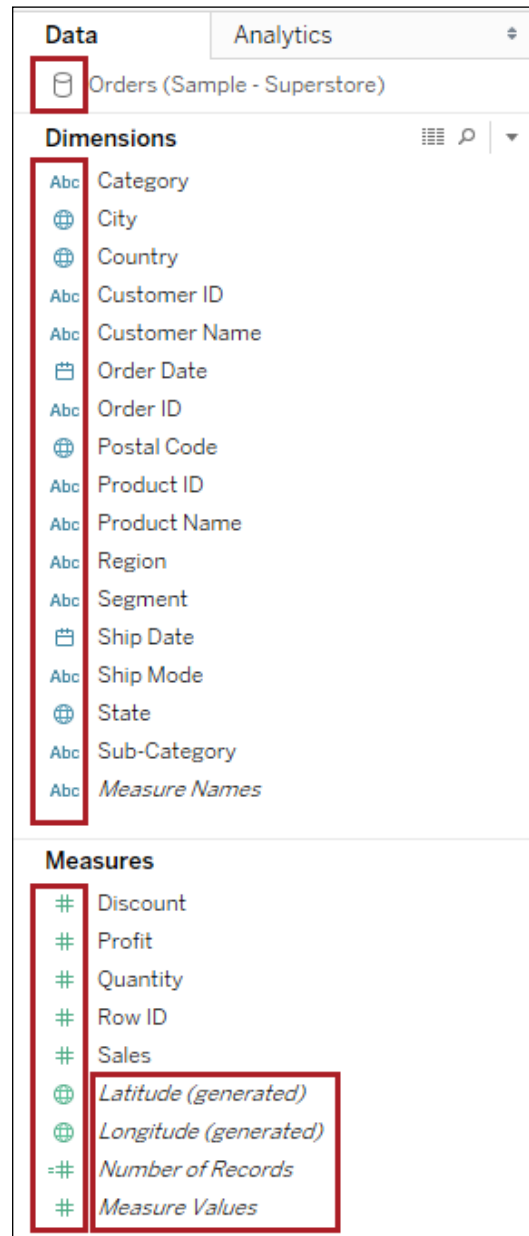 Data Analytics
Orders (Sample - Superstore)
Dimensions
Abc Category
City
Country
Abc Customer ID
Abc Customer Name
Order Date
Abc Order ID
Postal Code
Abc Product ID
Abc Product Name
Abc Region
Abc Segment
Ship Date
Abc Ship Mode
State
Abc Sub-Category
Abc Measure Names
Measures
# Discount
# Profit
# Quantity
# Row ID
# Sales
Latitude (generated)
Longitude (generated)
=# Number of Records
# Measure Values